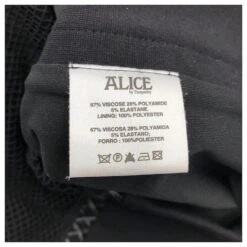 ALICE
by Temperley
67% VISCOSE 28% POLYAMIDE
5% ELASTANE.
LINING: 100% POLYESTER
67% VISCOSA 28% POLYAMIDA
5% ELASTANO;
FORRO : 100%POLIESTER